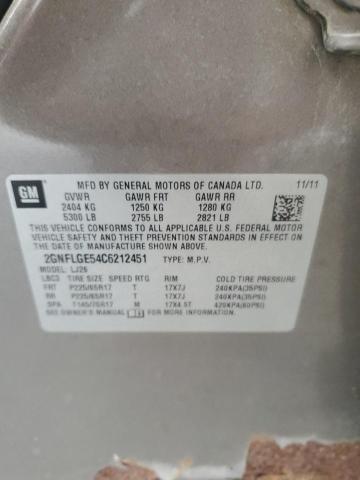 GM
MFD BY GENERAL MOTORS OF CANADA LTD. 11/11
GVWR GAWR FRT GAWR RR
2404 KG 1250 KG 1280 KG
5300 LB 2755 LB 2821 LB
THIS VEHICLE CONFORMS TO ALL APPLICABLE U.S. FEDERAL MOTOR
VEHICLE SAFETY AND THEFT PREVENTION STANDARDS IN
EFFECT ON THE DATE OF MANUFACTURE SHOWN ABOVE.
2GNFLGE54C6212451 TYPE: M.P.V.
MODEL: LJ26
TIRE SIZE SPEED RTG RIM COLD TIRE PRESSURE
FRT P225/65R17 T 17X7J 240KPA(35PSI)
RR P225/65R17 T 17X7J 240KPA(35PSI)
SPA T145/70R17 M 17X4.5T 420KPA(60PSI)
SEE OWNER'S MANUAL FOR MORE INFORMATION.